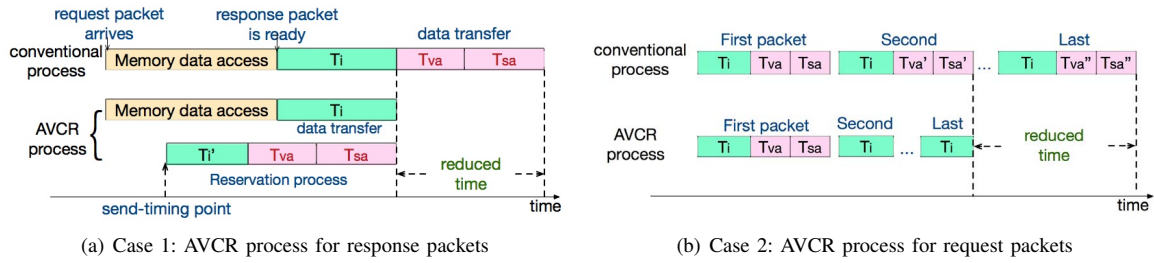 request packet
arrives
response packet
is ready
data transfer
conventional
process
Memory data access
Ti
Tva
Tsa
AVCR
process
Memory data access
Ti
data transfer
Ti'
Tva
Tsa
Reservation process
reduced
time
send-timing point
time
(a) Case 1: AVCR process for response packets
conventional
process
First packet
Second
Last
Ti
Tva
Tsa
Ti
Tva'
Tsa'
...
Ti
Tva"
Tsa"
AVCR
process
First packet
Second
Last
Ti
Tva
Tsa
Ti
...
Ti
reduced
time
time
(b) Case 2: AVCR process for request packets